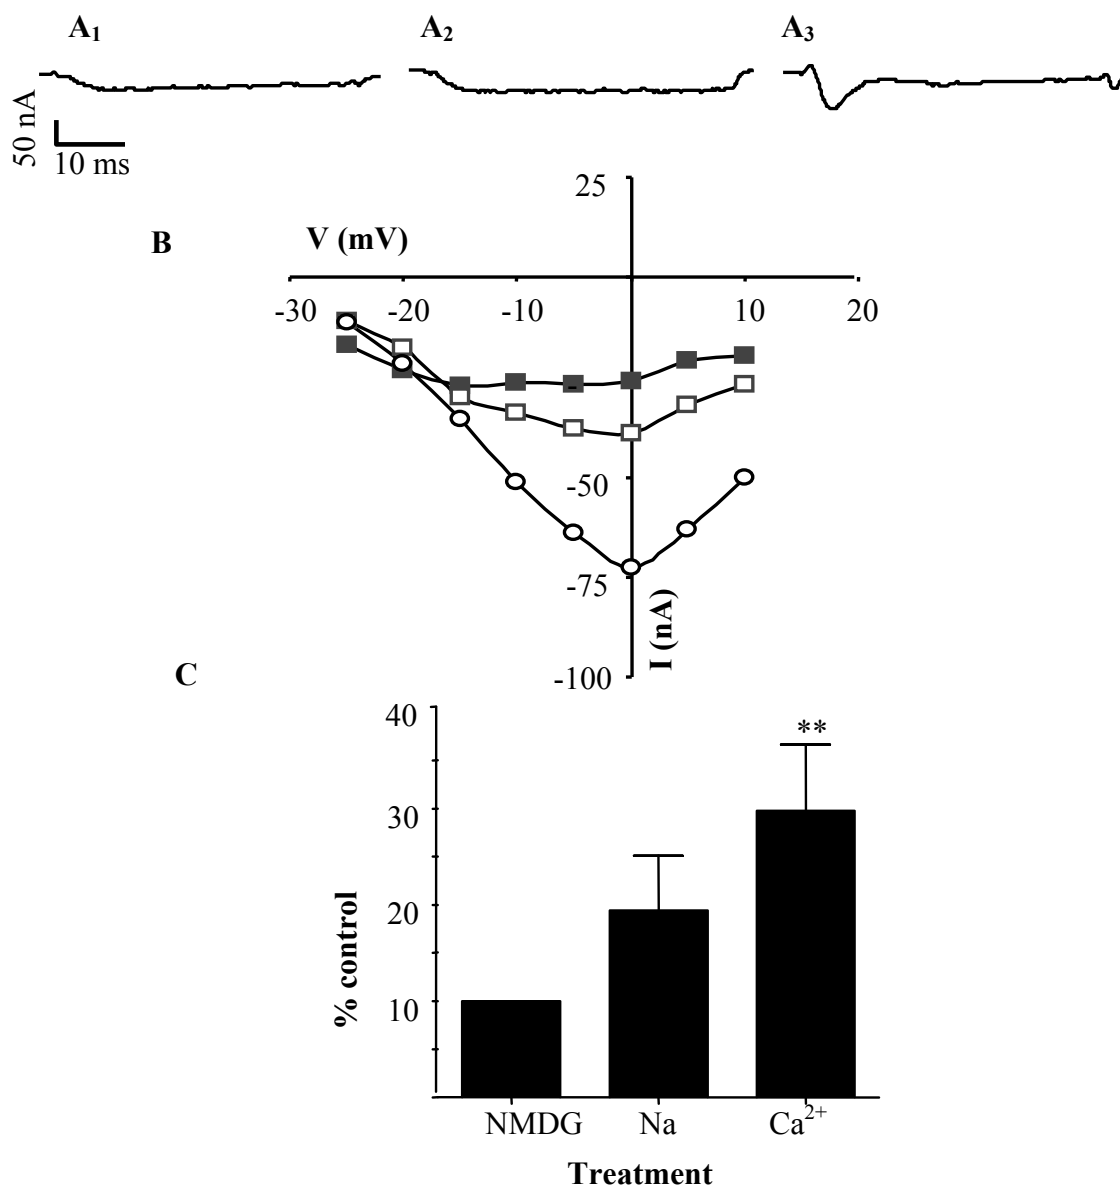 A1 A2 A3
50 nA
10 ms
25
B
V (mV)
-30 -20 -10 10 20
-50
-75
I (nA)
-100
C
40
**
30
20
10
% control
NMDG Na Ca2+
Treatment